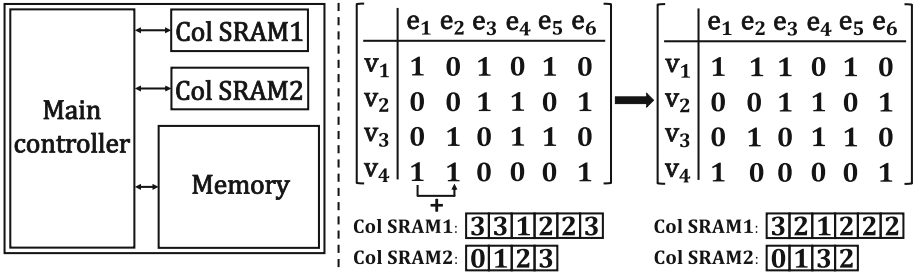 Main controller
Col SRAM1
Col SRAM2
Memory
e1 e2 e3 e4 e5 e6
v1 1 0 1 0 1 0
v2 0 0 1 1 0 1
v3 0 1 0 1 1 0
v4 1 1 0 0 0 1
+
Col SRAM1: 3 3 1 2 2 2 3
Col SRAM2: 0 1 2 3
e1 e2 e3 e4 e5 e6
v1 1 1 1 0 1 0
v2 0 0 1 1 0 1
v3 0 1 0 1 1 0
v4 1 0 0 0 0 1
Col SRAM1: 3 2 1 2 2 2
Col SRAM2: 0 1 3 2